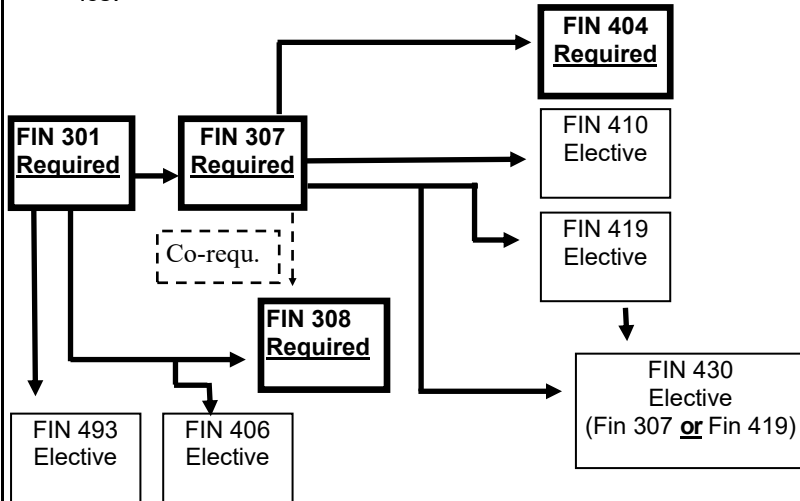 FIN 404
Required
FIN 301
Required
FIN 307
Required
FIN 410
Elective
FIN 419
Elective
Co-requ.
FIN 308
Required
FIN 430
Elective
(Fin 307 or Fin 419)
FIN 493
Elective
FIN 406
Elective